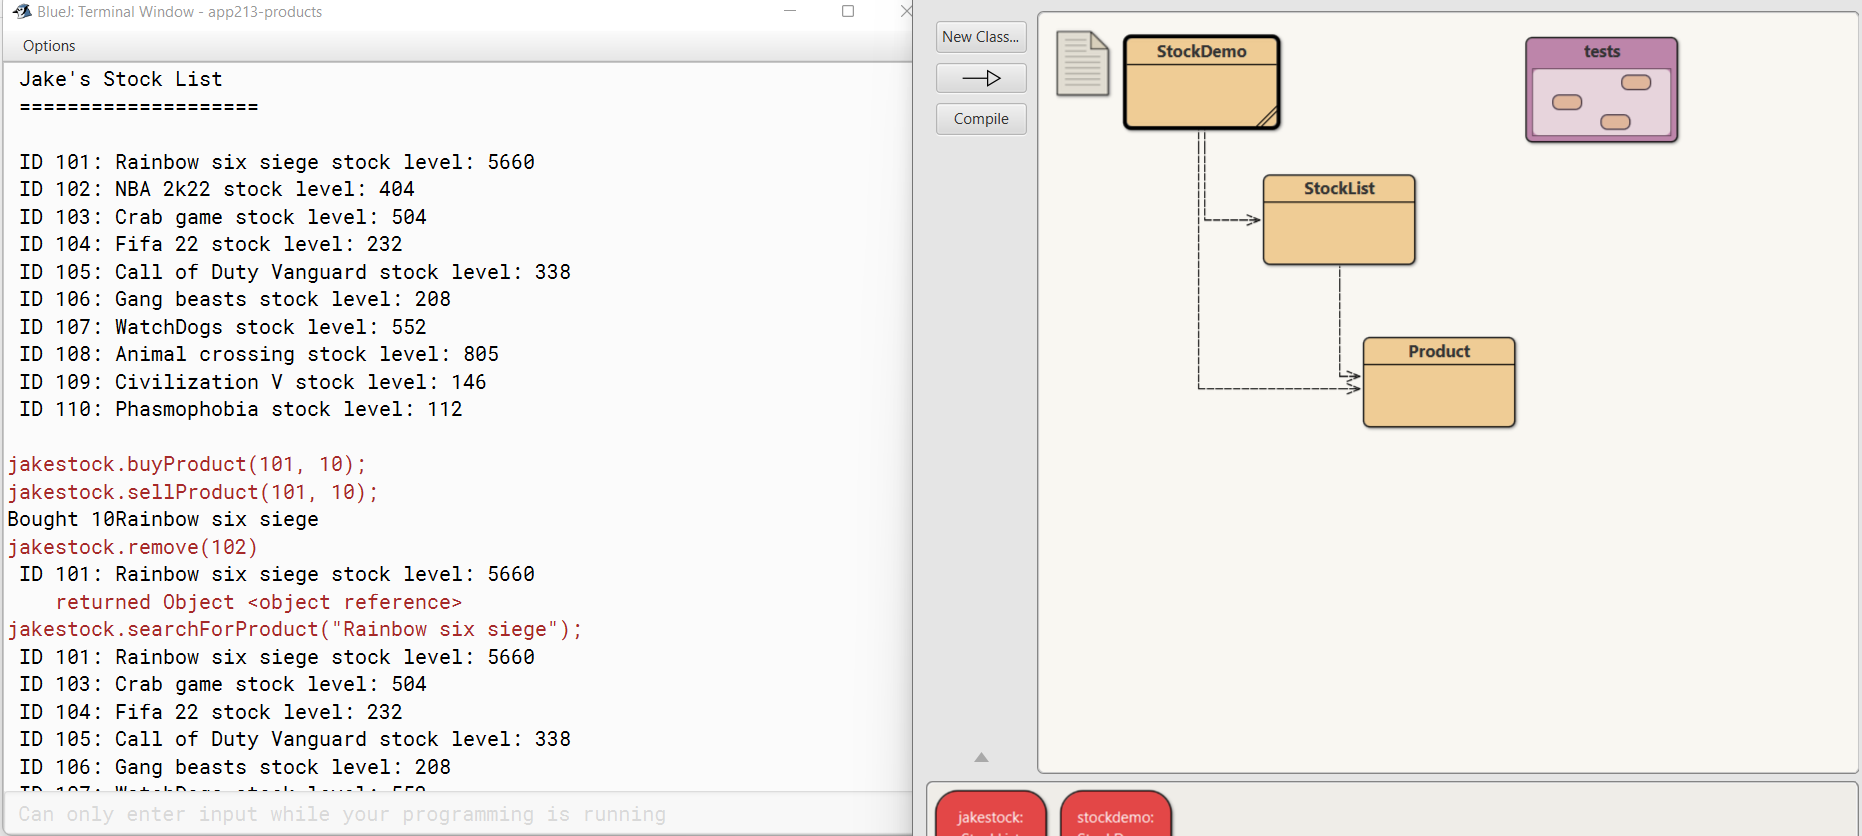 BlueJ: Terminal Window - app213-products
Options
Jake's Stock List
====================
ID 101: Rainbow six siege stock level: 5660
ID 102: NBA 2k22 stock level: 404
ID 103: Crab game stock level: 504
ID 104: Fifa 22 stock level: 232
ID 105: Call of Duty Vanguard stock level: 338
ID 106: Gang beasts stock level: 208
ID 107: WatchDogs stock level: 552
ID 108: Animal crossing stock level: 805
ID 109: Civilization V stock level: 146
ID 110: Phasmophobia stock level: 112
jakestock.buyProduct(101, 10);
jakestock.sellProduct(101, 10);
Bought 10Rainbow six siege
jakestock.remove(102)
ID 101: Rainbow six siege stock level: 5660
returned Object <object reference>
jakestock.searchForProduct("Rainbow six siege");
ID 101: Rainbow six siege stock level: 5660
ID 103: Crab game stock level: 504
ID 104: Fifa 22 stock level: 232
ID 105: Call of Duty Vanguard stock level: 338
ID 106: Gang beasts stock level: 208
ID 107: WatchDogs stock level: 552
Can only enter input while your programming is running
New Class...
Compile
StockDemo
tests
StockList
Product
jakestock:
StockList
stockdemo:
StockDemo